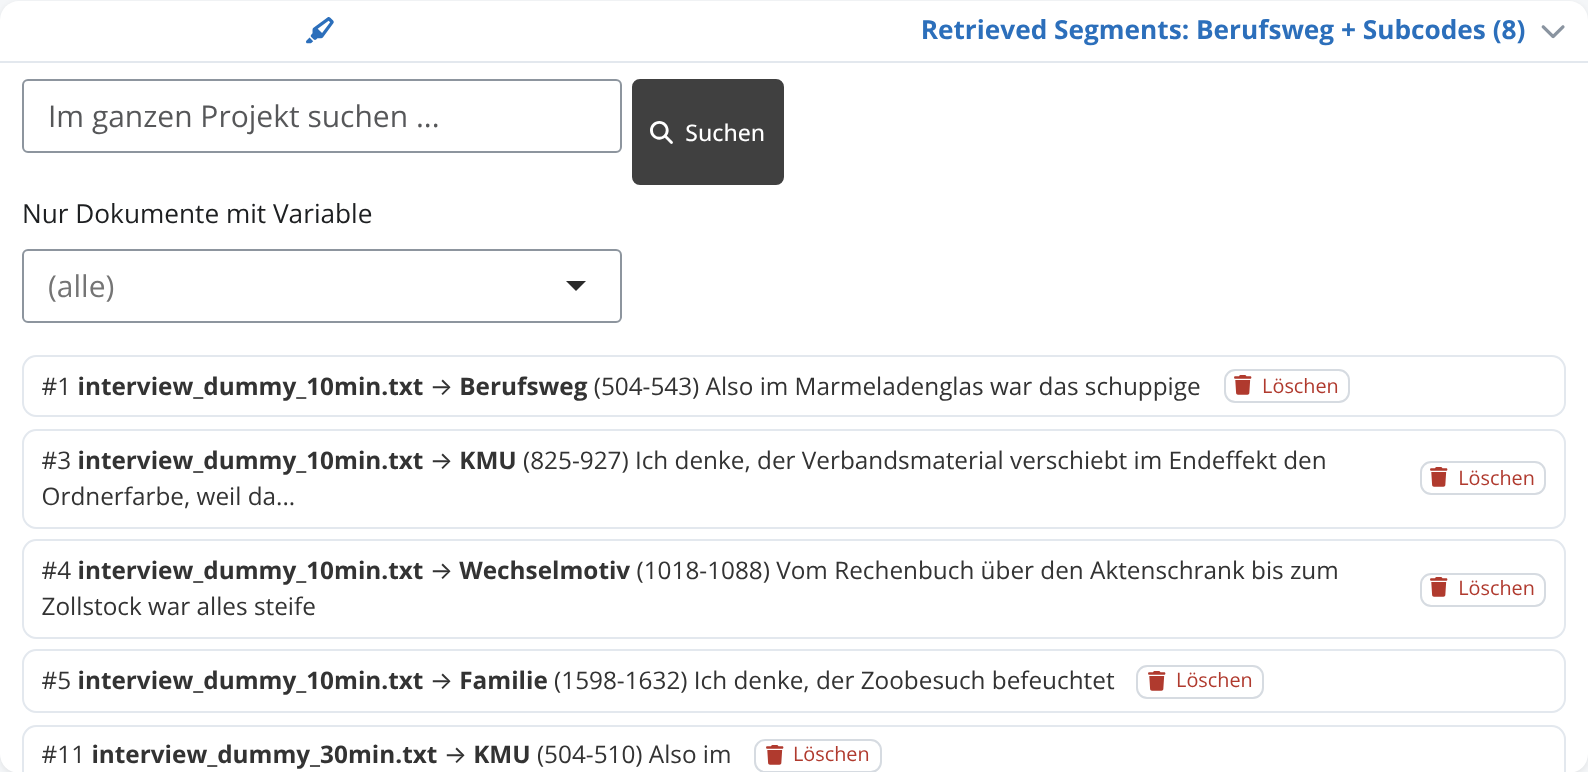 Retrieved Segments: Berufsweg + Subcodes (8)
Im ganzen Projekt suchen ...
Suchen
Nur Dokumente mit Variable
(alle)
#1 interview_dummy_10min.txt → Berufsweg (504-543) Also im Marmeladenglas war das schuppige Löschen
#3 interview_dummy_10min.txt → KMU (825-927) Ich denke, der Verbandsmaterial verschiebt im Endeffekt den
Ordnerfarbe, weil da...
Löschen
#4 interview_dummy_10min.txt → Wechselmotiv (1018-1088) Vom Rechenbuch über den Aktenschrank bis zum
Zollstock war alles steife
Löschen
#5 interview_dummy_10min.txt → Familie (1598-1632) Ich denke, der Zoobesuch befeuchtet Löschen
#11 interview_dummy_30min.txt → KMU (504-510) Also im Löschen